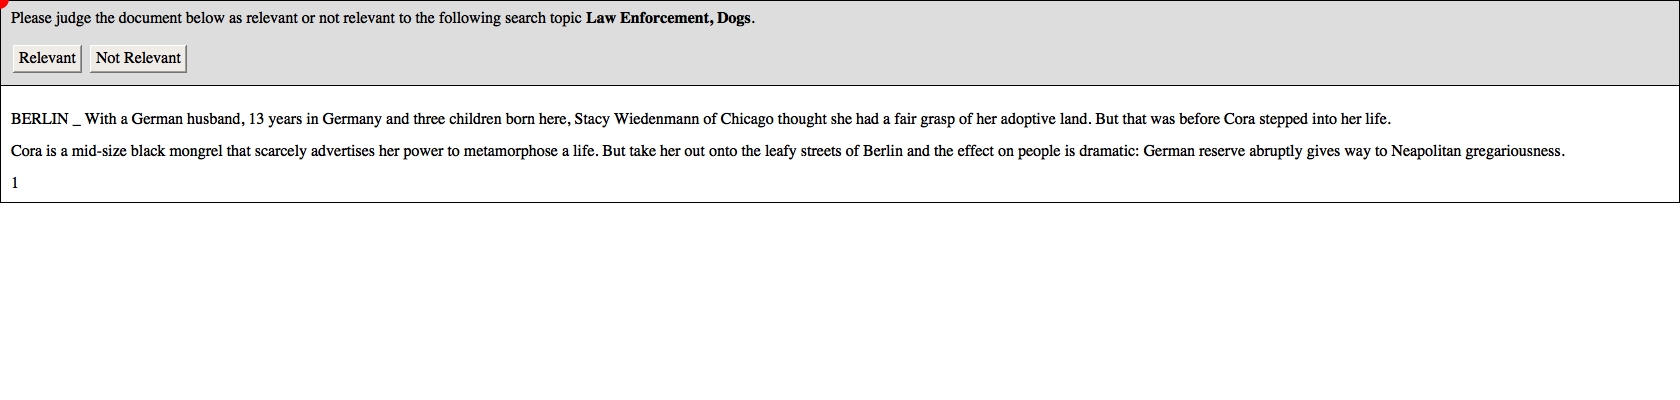 Please judge the document below as relevant or not relevant to the following search topic Law Enforcement, Dogs.
Relevant Not Relevant
BERLIN _ With a German husband, 13 years in Germany and three children born here, Stacy Wiedenmann of Chicago thought she had a fair grasp of her adoptive land. But that was before Cora stepped into her life.
Cora is a mid-size black mongrel that scarcely advertises her power to metamorphose a life. But take her out onto the leafy streets of Berlin and the effect on people is dramatic: German reserve abruptly gives way to Neapolitan gregariousness.
1